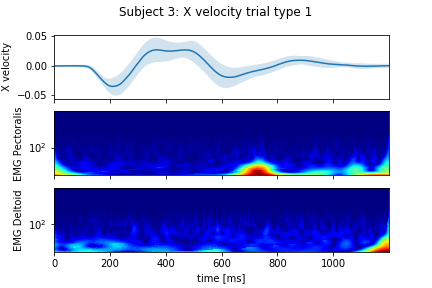 Subject 3: X velocity trial type 1
X velocity
0.05
0.00
−0.05
EMG Pectoralis
10²
EMG Deltoid
10²
0 200 400 600 800 1000
time [ms]